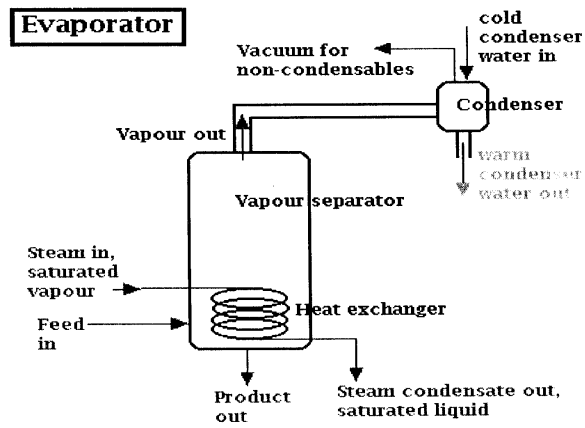 Evaporator
cold
condenser
water in
Vacuum for
non-condensables
Condenser
Vapour out
warm
condenser
water out
Vapour separator
Steam in,
saturated
vapour
Heat exchanger
Feed
in
Product
out
Steam condensate out,
saturated liquid